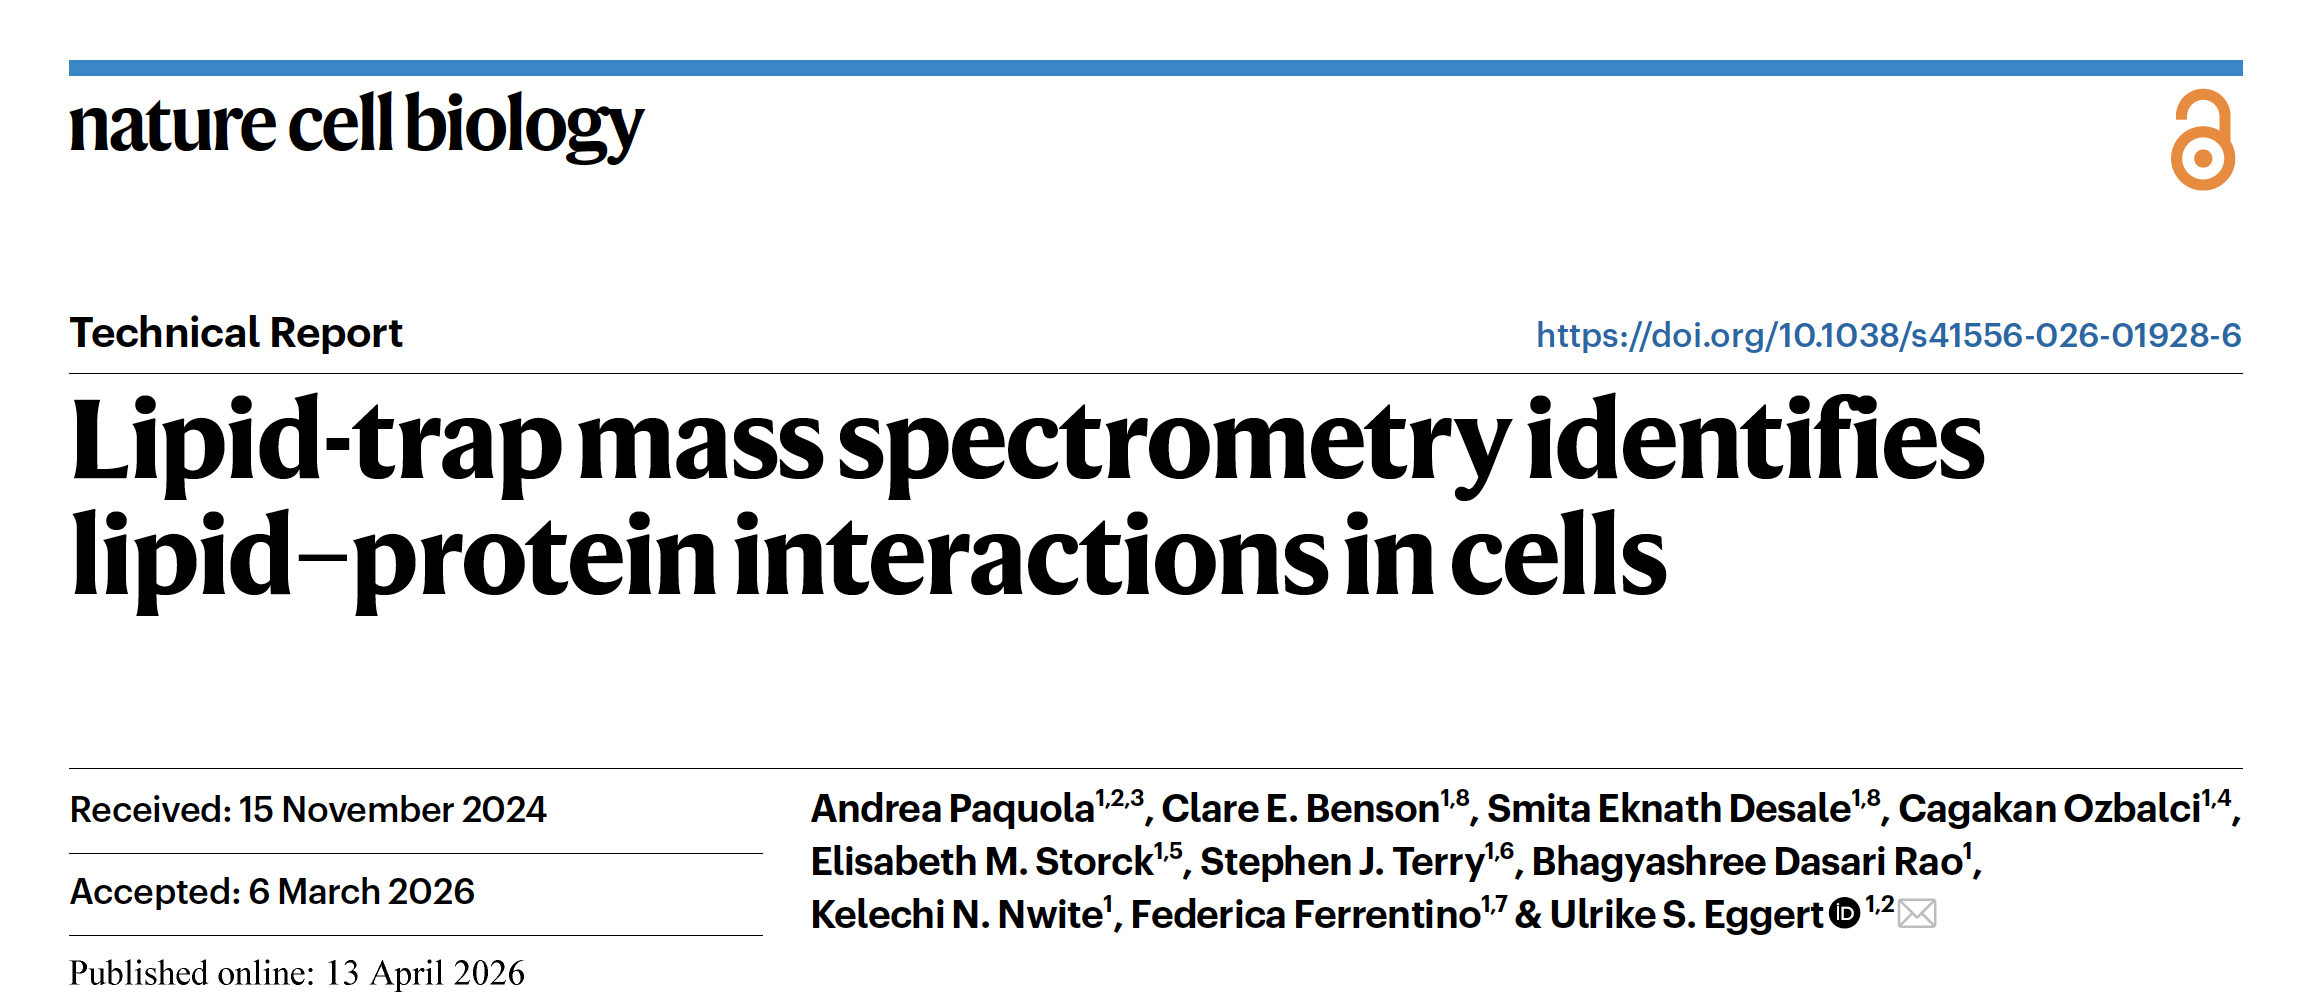 nature cell biology
Technical Report
https://doi.org/10.1038/s41556-026-01928-6
Lipid-trap mass spectrometry identifies
lipid–protein interactions in cells
Received: 15 November 2024
Accepted: 6 March 2026
Published online: 13 April 2026
Andrea Paquola1,2,3, Clare E. Benson1,8, Smita Eknath Desale1,8, Cagakan Ozbalci1,4,
Elisabeth M. Storck1,5, Stephen J. Terry1,6, Bhagyashree Dasari Rao1,
Kelechi N. Nwite1, Federica Ferrentino1,7 & Ulrike S. Eggert iD 1,2